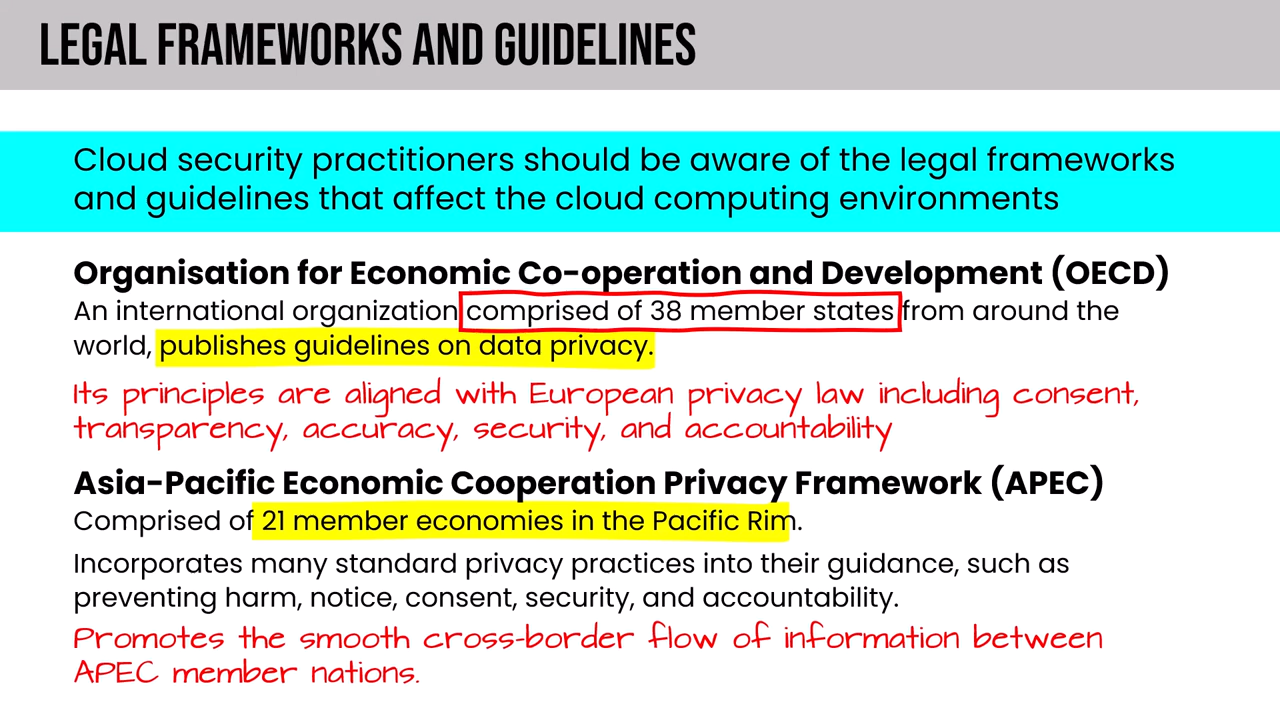 LEGAL FRAMEWORKS AND GUIDELINES
Cloud security practitioners should be aware of the legal frameworks
and guidelines that affect the cloud computing environments
Organisation for Economic Co-operation and Development (OECD)
An international organization comprised of 38 member states from around the
world, publishes guidelines on data privacy.
Its principles are aligned with European privacy law including consent,
transparency, accuracy, security, and accountability
Asia-Pacific Economic Cooperation Privacy Framework (APEC)
Comprised of 21 member economies in the Pacific Rim.
Incorporates many standard privacy practices into their guidance, such as
preventing harm, notice, consent, security, and accountability.
Promotes the smooth cross-border flow of information between
APEC member nations.